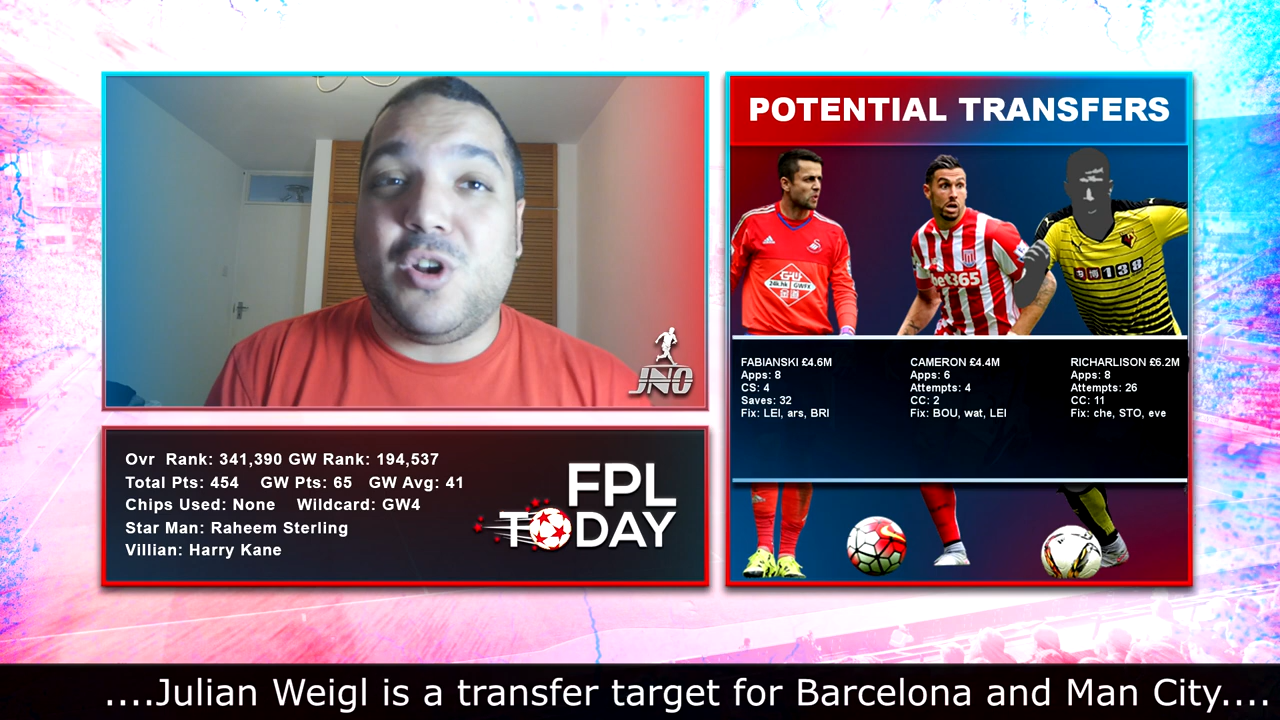 POTENTIAL TRANSFERS
bet365
138
JNO
FABIANSKI £4.6M
Apps: 8
CS: 4
Saves: 32
Fix: LEI, ars, BRI
CAMERON £4.4M
Apps: 6
Attempts: 4
CC: 2
Fix: BOU, wat, LEI
RICHARLISON £6.2M
Apps: 8
Attempts: 26
CC: 11
Fix: che, STO, eve
Ovr Rank: 341,390 GW Rank: 194,537
Total Pts: 454 GW Pts: 65 GW Avg: 41
Chips Used: None Wildcard: GW4
Star Man: Raheem Sterling
Villian: Harry Kane
FPL
TODAY
....Julian Weigl is a transfer target for Barcelona and Man City....